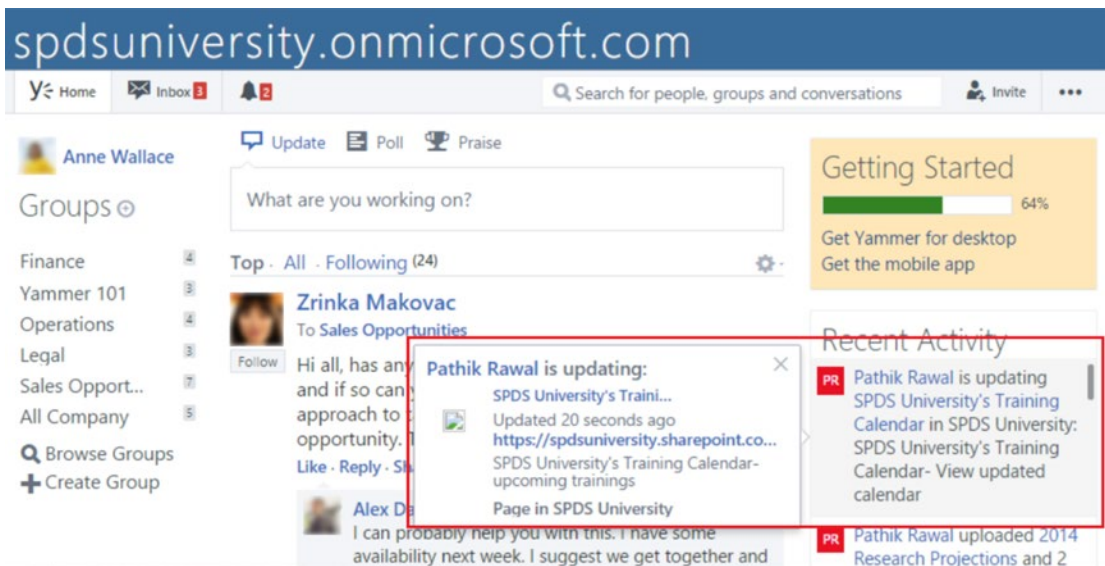 spdsuniversity.onmicrosoft.com
Home
Inbox 3
2
Search for people, groups and conversations
Invite
•••
Anne Wallace
Groups
Finance 4
Yammer 101 3
Operations 4
Legal 3
Sales Opport... 7
All Company 5
Browse Groups
Create Group
Update
Poll
Praise
What are you working on?
Top · All · Following (24)
Zrinka Makovac
To Sales Opportunities
Follow
Hi all, has any
and if so can
approach to
opportunity.
Like · Reply · Sh
Alex Da
I can probably help you with this. I have some
availability next week. I suggest we get together and
Pathik Rawal is updating:
SPDS University's Traini...
Updated 20 seconds ago
https://spdsuniversity.sharepoint.co...
SPDS University's Training Calendar-
upcoming trainings
Page in SPDS University
Getting Started
64%
Get Yammer for desktop
Get the mobile app
Recent Activity
PR
Pathik Rawal is updating
SPDS University's Training
Calendar in SPDS University:
SPDS University's Training
Calendar- View updated
calendar
PR
Pathik Rawal uploaded 2014
Research Projections and 2